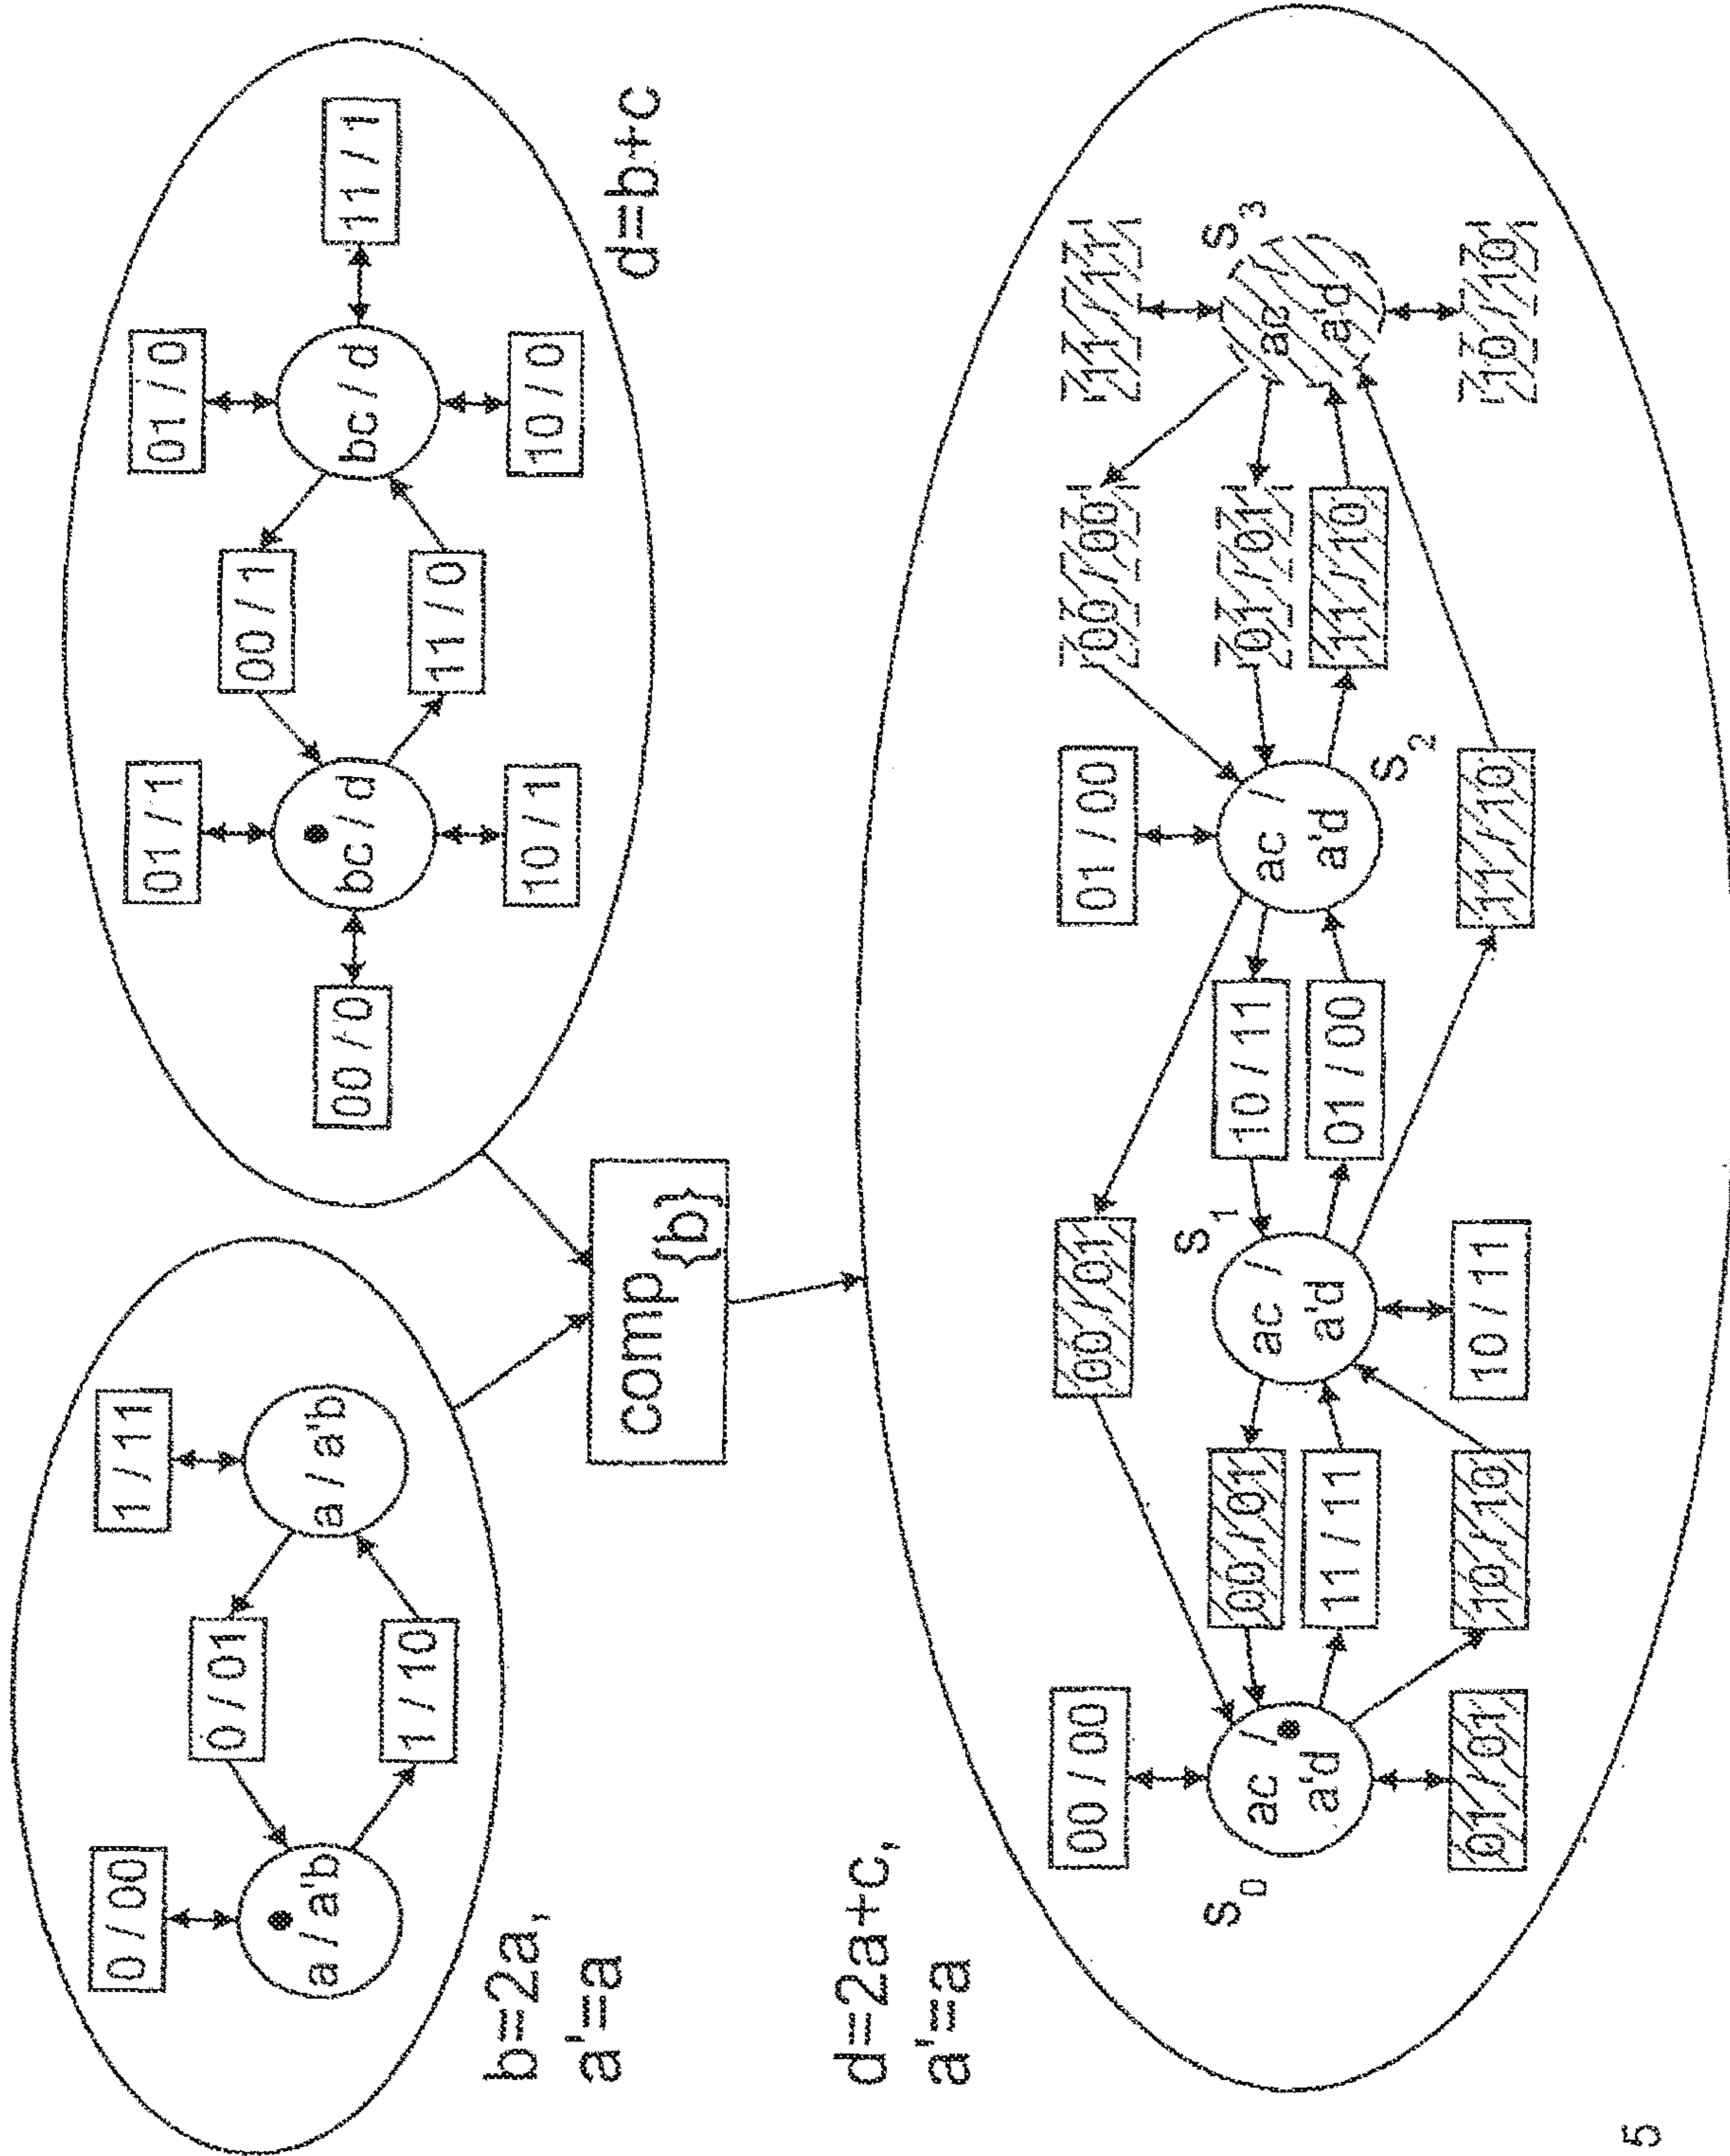 0 / 00
1 / 11
a / a'b
0 / 01
1 / 10
a / a'b
b=2a,
a'=a
00 / 0
01 / 1
bc / d
10 / 1
00 / 1
11 / 0
01 / 0
bc / d
10 / 0
11 / 1
d=b+c
comp{b}
d=2a+c,
a'=a
S0
00 / 00
ac /
a'd
01 / 01
00 / 01
00 / 01
11 / 11
10 / 10
S1
ac /
a'd
10 / 11
10 / 11
01 / 00
01 / 00
ac /
a'd
S2
11 / 10
00 / 00
01 / 01
11 / 10
11 / 11
S3
ac
a'd
10 / 10
5